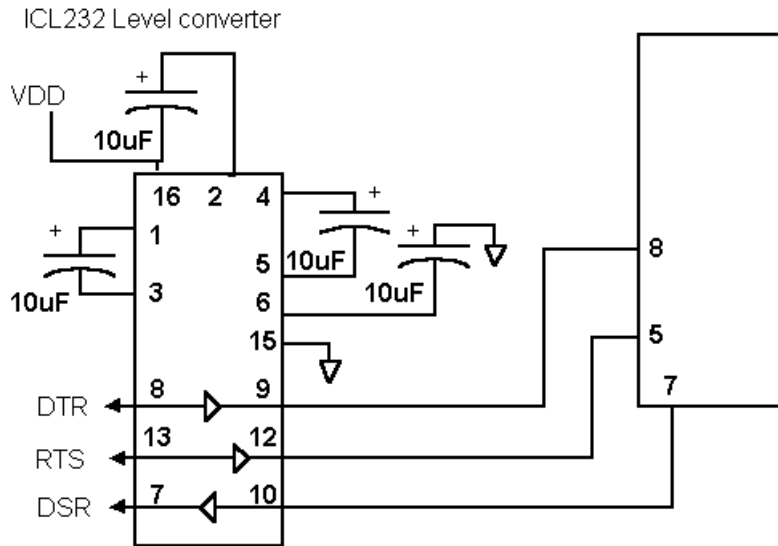 ICL232 Level converter
+
VDD
10uF
16 2 4
+
+ 1
+
5 10uF
8
10uF 3
6 10uF
15
5
7
DTR 8 9
RTS 13 12
DSR 7 10